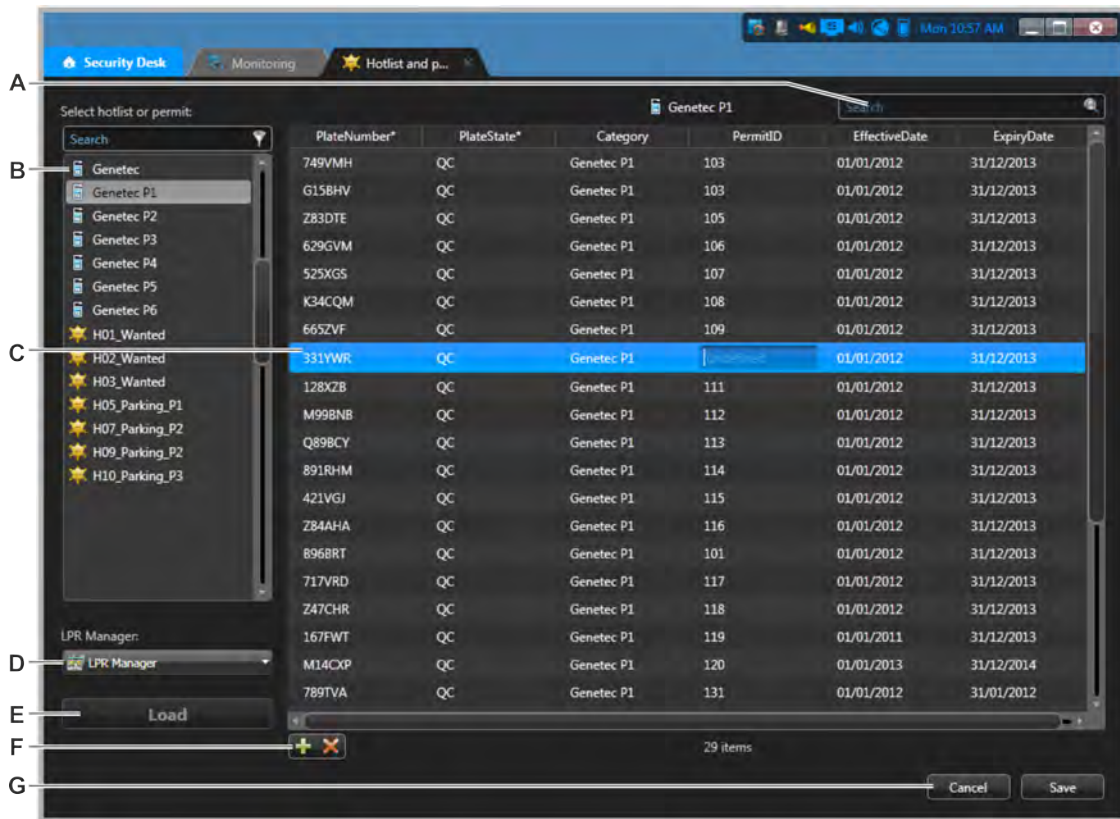 Mon 10:57 AM
Security Desk Monitoring Hotlist and p...
A
Select hotlist or permit: Genetec P1 Search
Search
PlateNumber* PlateState* Category PermitID EffectiveDate ExpiryDate
B
Genetec
Genetec P1
Genetec P2
Genetec P3
Genetec P4
Genetec P5
Genetec P6
H01_Wanted
H02_Wanted
H03_Wanted
H05_Parking_P1
H07_Parking_P2
H09_Parking_P2
H10_Parking_P3
749VMH QC Genetec P1 103 01/01/2012 31/12/2013
G15BHV QC Genetec P1 103 01/01/2012 31/12/2013
Z83DTE QC Genetec P1 105 01/01/2012 31/12/2013
629GVM QC Genetec P1 106 01/01/2012 31/12/2013
525XGS QC Genetec P1 107 01/01/2012 31/12/2013
K34CQM QC Genetec P1 108 01/01/2012 31/12/2013
665ZVF QC Genetec P1 109 01/01/2012 31/12/2013
C
331YWR QC Genetec P1 undefined 01/01/2012 31/12/2013
128XZB QC Genetec P1 111 01/01/2012 31/12/2013
M99BNB QC Genetec P1 112 01/01/2012 31/12/2013
Q89BCY QC Genetec P1 113 01/01/2012 31/12/2013
891RHM QC Genetec P1 114 01/01/2012 31/12/2013
421VGJ QC Genetec P1 115 01/01/2012 31/12/2013
Z84AHA QC Genetec P1 116 01/01/2012 31/12/2013
B96BRT QC Genetec P1 101 01/01/2012 31/12/2013
717VRD QC Genetec P1 117 01/01/2012 31/12/2013
Z47CHR QC Genetec P1 118 01/01/2012 31/12/2013
167FWT QC Genetec P1 119 01/01/2011 31/12/2013
M14CXP QC Genetec P1 120 01/01/2013 31/12/2014
789TVA QC Genetec P1 131 01/01/2012 31/01/2012
LPR Manager:
D
LPR Manager
E
Load
F
29 items
G
Cancel Save